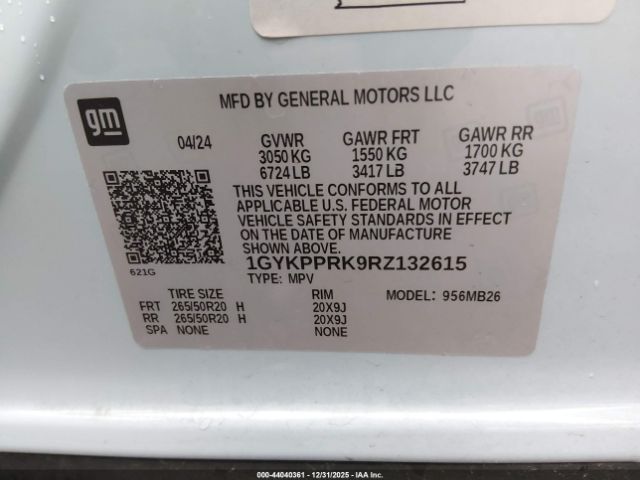 gm
MFD BY GENERAL MOTORS LLC
04/24 GVWR GAWR FRT GAWR RR
3050 KG 1550 KG 1700 KG
6724 LB 3417 LB 3747 LB
THIS VEHICLE CONFORMS TO ALL
APPLICABLE U.S. FEDERAL MOTOR
VEHICLE SAFETY STANDARDS IN EFFECT
ON THE DATE OF MANUFACTURE
SHOWN ABOVE.
621G
1GYKPPRK9RZ132615
TYPE: MPV
TIRE SIZE RIM MODEL: 956MB26
FRT 265/50R20 H 20X9J
RR 265/50R20 H 20X9J
SPA NONE NONE
000-44040361 - 12/31/2025 - IAA Inc.